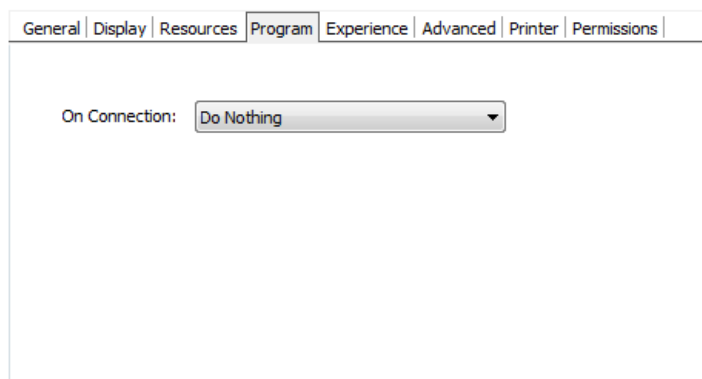 General Display Resources Program Experience Advanced Printer Permissions
On Connection: Do Nothing